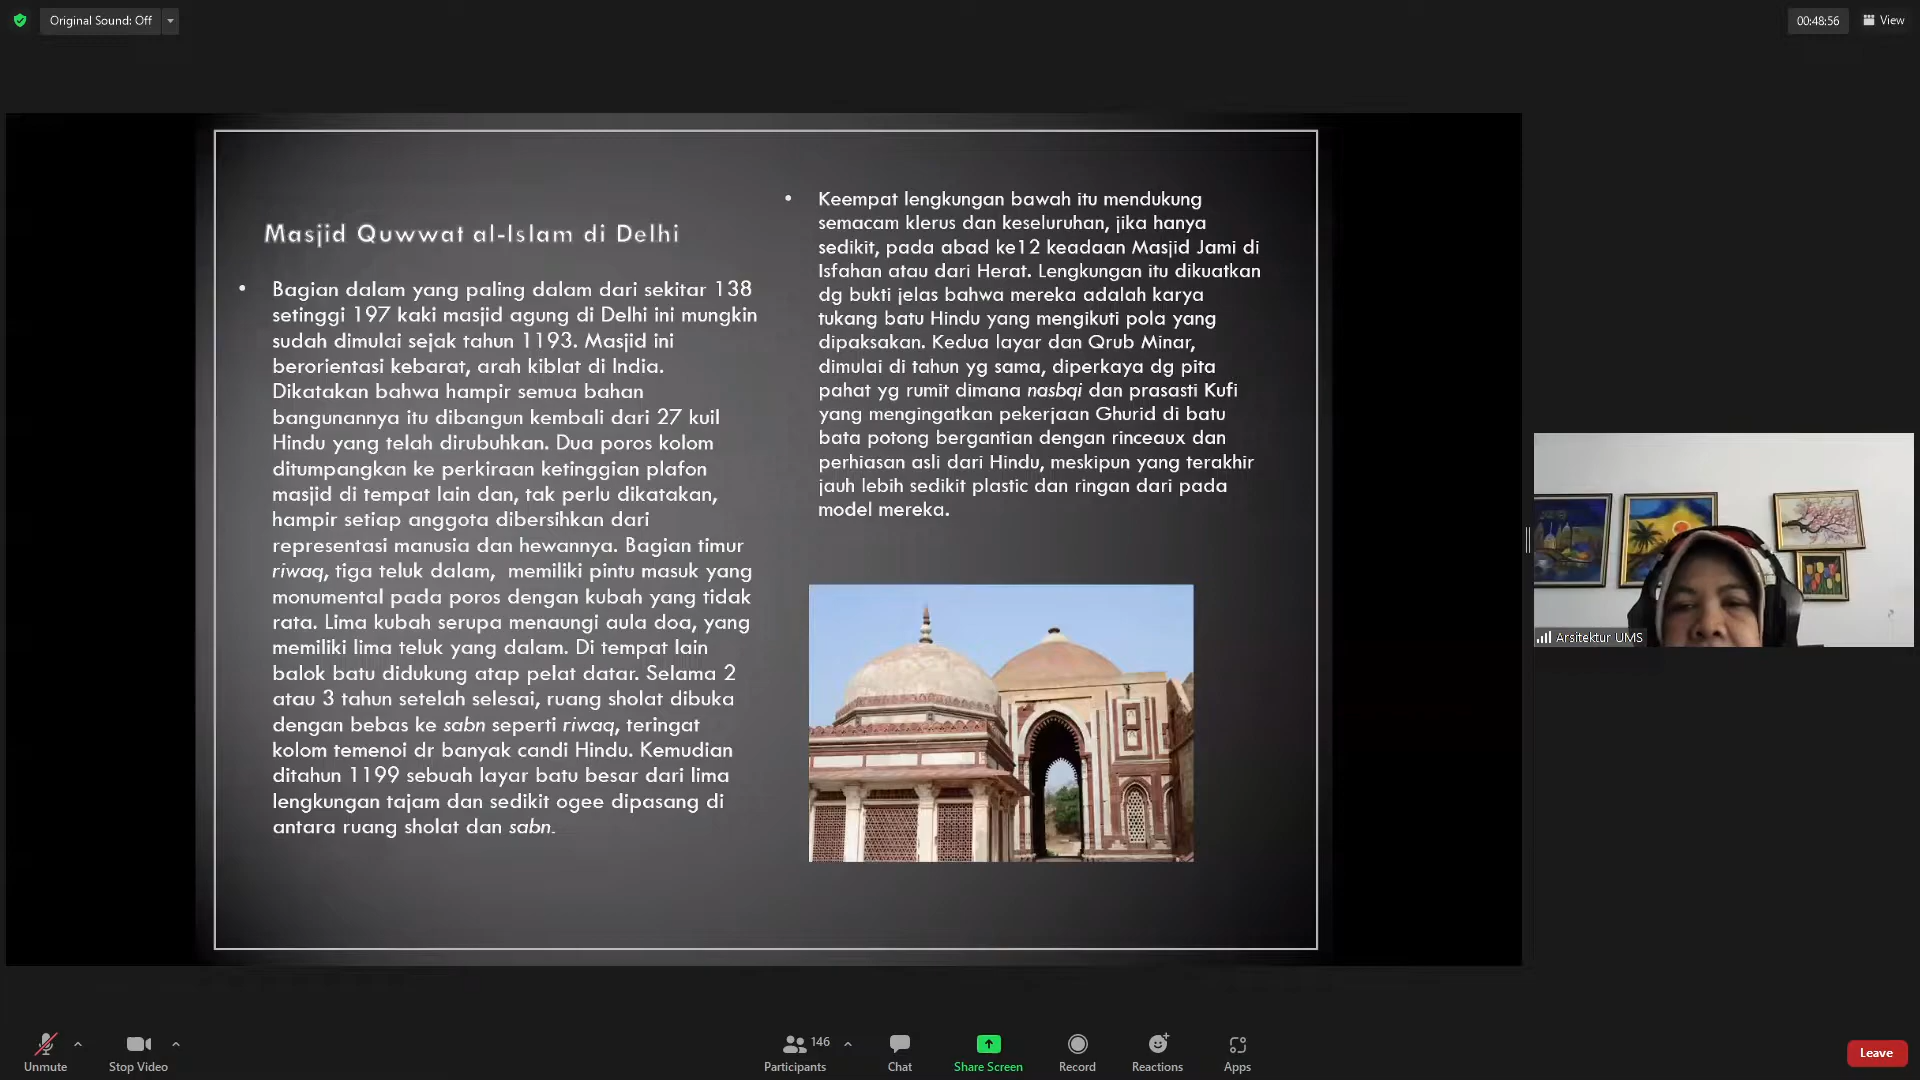 Original Sound: Off
00:48:56
View
Masjid Quwwat al-Islam di Delhi
• Bagian dalam yang paling dalam dari sekitar 138
setinggi 197 kaki masjid agung di Delhi ini mungkin
sudah dimulai sejak tahun 1193. Masjid ini
berorientasi kebarat, arah kiblat di India.
Dikatakan bahwa hampir semua bahan
bangunannya itu dibangun kembali dari 27 kuil
Hindu yang telah dirubuhkan. Dua poros kolom
ditumpangkan ke perkiraan ketinggian plafon
masjid di tempat lain dan, tak perlu dikatakan,
hampir setiap anggota dibersihkan dari
representasi manusia dan hewannya. Bagian timur
riwaq, tiga teluk dalam, memiliki pintu masuk yang
monumental pada poros dengan kubah yang tidak
rata. Lima kubah serupa menaungi aula doa, yang
memiliki lima teluk yang dalam. Di tempat lain
balok batu didukung atap pelat datar. Selama 2
atau 3 tahun setelah selesai, ruang sholat dibuka
dengan bebas ke sabn seperti riwaq, teringat
kolom temenoi dr banyak candi Hindu. Kemudian
ditahun 1199 sebuah layar batu besar dari lima
lengkungan tajam dan sedikit ogee dipasang di
antara ruang sholat dan sabn.
• Keempat lengkungan bawah itu mendukung
semacam klerus dan keseluruhan, jika hanya
sedikit, pada abad ke12 keadaan Masjid Jami di
Isfahan atau dari Herat. Lengkungan itu dikuatkan
dg bukti jelas bahwa mereka adalah karya
tukang batu Hindu yang mengikuti pola yang
dipaksakan. Kedua layar dan Qrub Minar,
dimulai di tahun yg sama, diperkaya dg pita
pahat yg rumit dimana nasbqi dan prasasti Kufi
yang mengingatkan pekerjaan Ghurid di batu
bata potong bergantian dengan rinceaux dan
perhiasan asli dari Hindu, meskipun yang terakhir
jauh lebih sedikit plastic dan ringan dari pada
model mereka.
Arsitektur UMS
Unmute
Stop Video
146
Participants
Chat
Share Screen
Record
Reactions
Apps
Leave